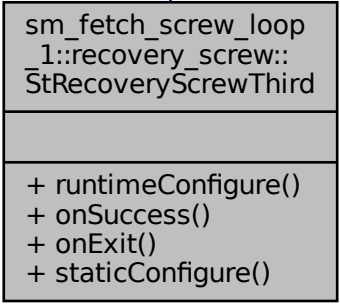 sm_fetch_screw_loop
_1::recovery_screw::
StRecoveryScrewThird
+ runtimeConfigure()
+ onSuccess()
+ onExit()
+ staticConfigure()